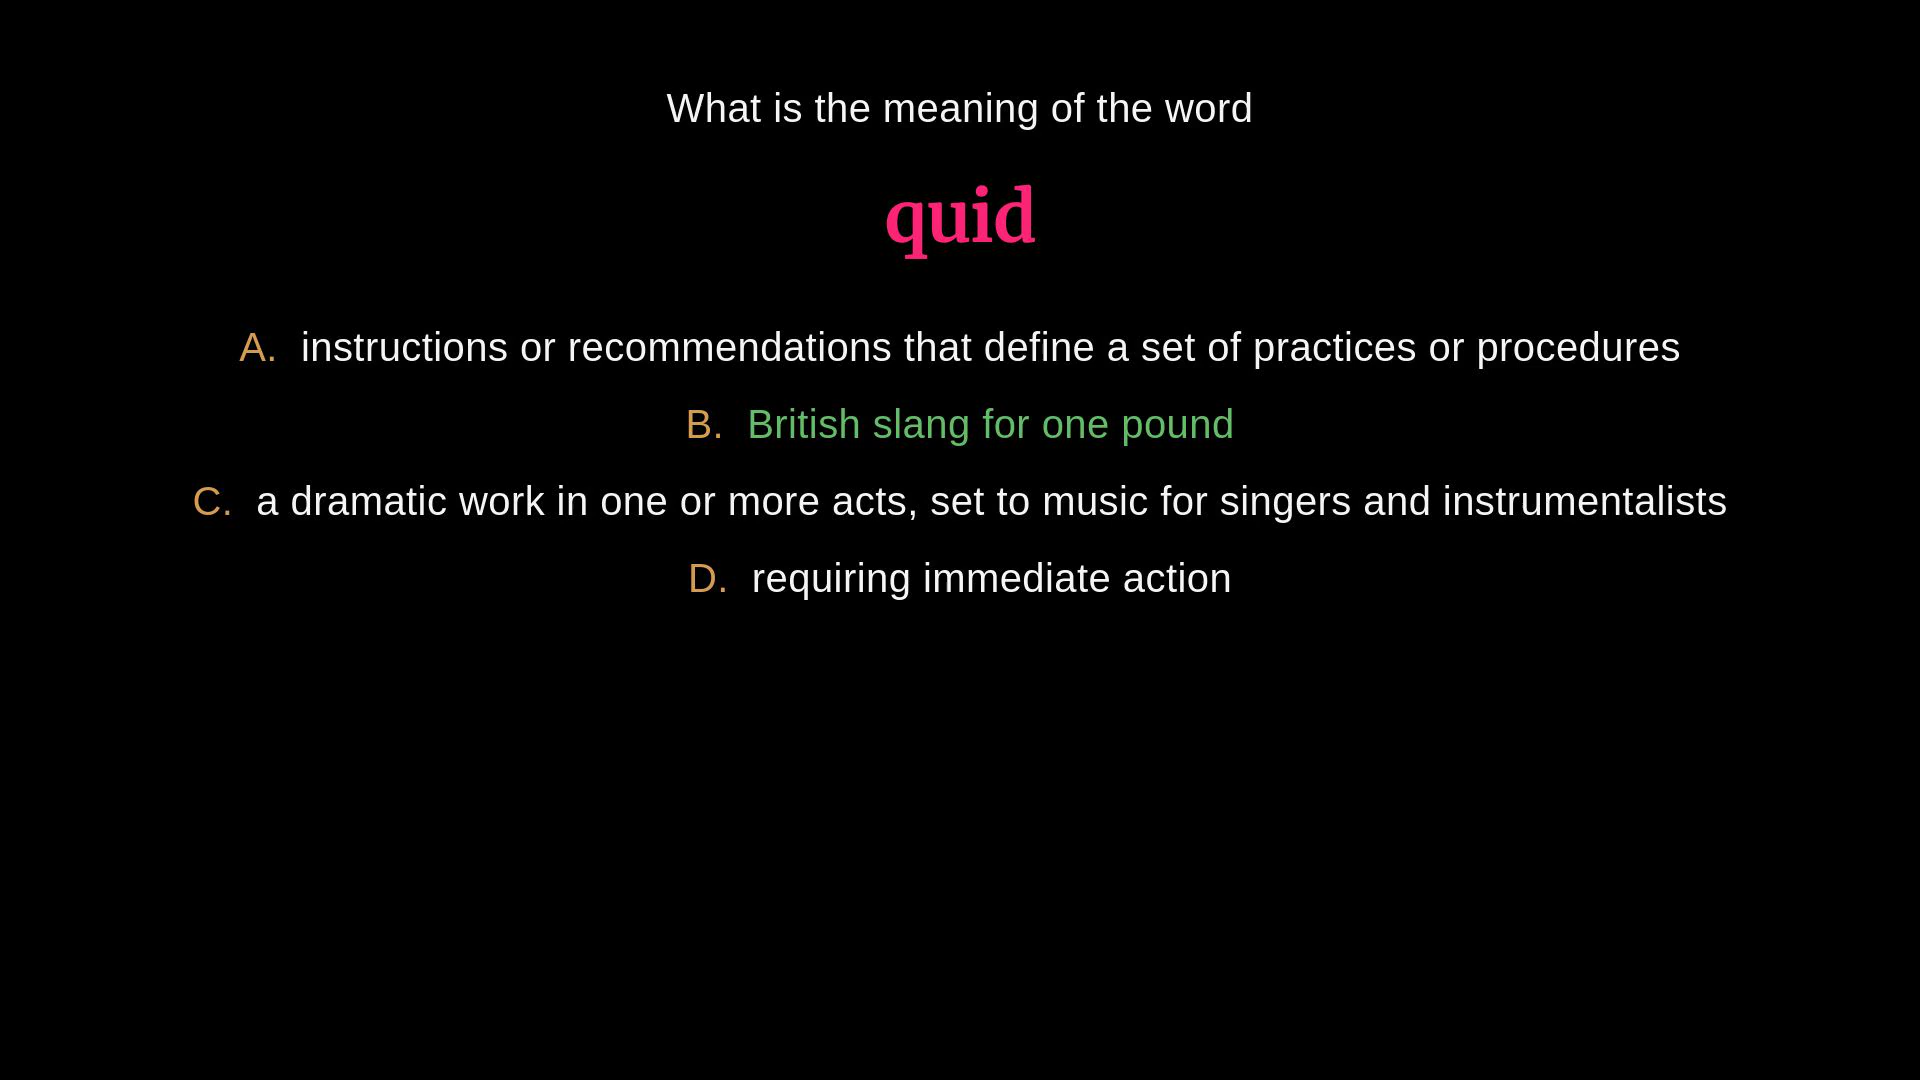 What is the meaning of the word
quid
A. instructions or recommendations that define a set of practices or procedures
B. British slang for one pound
C. a dramatic work in one or more acts, set to music for singers and instrumentalists
D. requiring immediate action